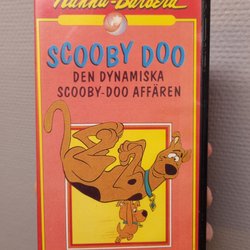 Hanna-Barbera
SCOOBY DOO
DEN DYNAMISKA
SCOOBY-DOO AFFÄREN